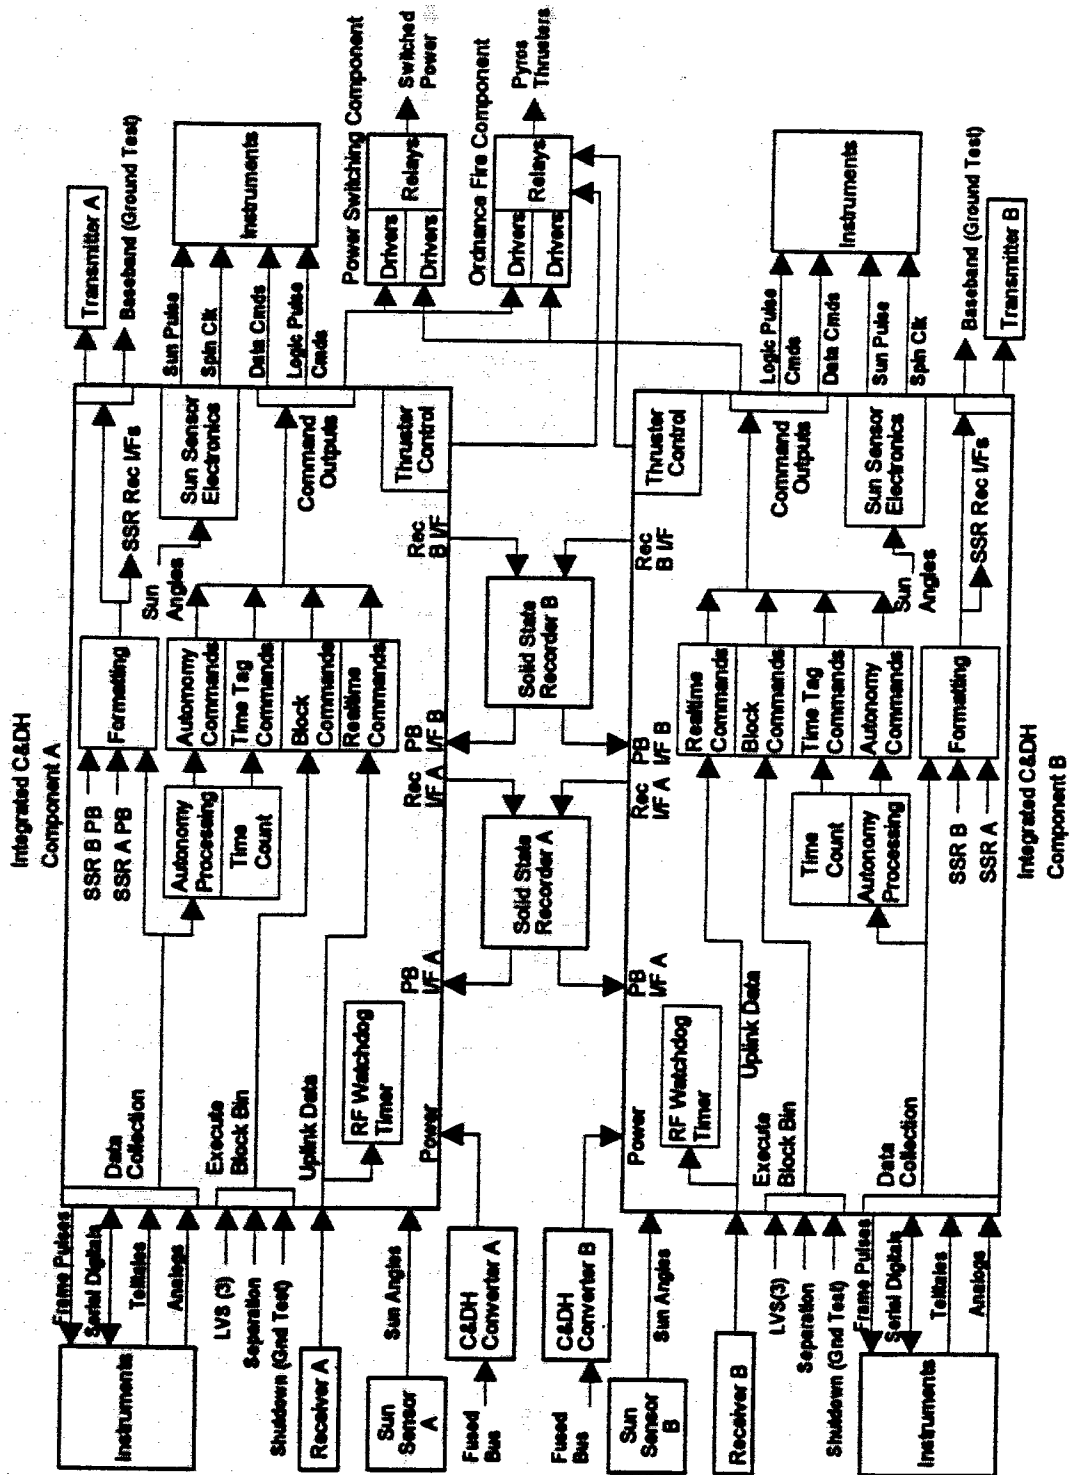 Integrated C&DH
Component A
Frame Pulses
Serial Digitals
Telltales
Analogs
Instruments
LVS (3)
Separation
Shutdown (Gnd Test)
Receiver A
Sun
Sensor
A
Sun Angles
Fused
Bus
C&DH
Converter A
Power
Data
Collection
Execute
Block Bin
Uplink Data
RF Watchdog
Timer
SSR B PB
SSR A PB
Autonomy
Processing
Time
Count
Formatting
Autonomy
Commands
Time Tag
Commands
Block
Commands
Realtime
Commands
SSR Rec I/Fs
Sun
Angles
Sun Sensor
Electronics
Command
Outputs
Thruster
Control
Transmitter A
Baseband (Ground Test)
Sun Pulse
Spin Clk
Data Cmds
Logic Pulse
Cmds
Instruments
Power Switching Component
Drivers
Drivers
Relays
Switched
Power
Ordnance Fire Component
Drivers
Drivers
Relays
Pyros
Thrusters
PB
I/F A
Rec
I/F A
PB
I/F B
Rec
B I/F
Solid State
Recorder A
Solid State
Recorder B
PB
I/F A
Rec
I/F A
PB
I/F B
Rec
B I/F
Fused
Bus
C&DH
Converter B
Power
Sun
Sensor
B
Sun Angles
Receiver B
LVS(3)
Separation
Shutdown (Gnd Test)
Frame Pulses
Serial Digitals
Telltales
Analogs
Instruments
RF Watchdog
Timer
Uplink Data
Execute
Block Bin
Data
Collection
Time
Count
Autonomy
Processing
SSR B
SSR A
Realtime
Commands
Block
Commands
Time Tag
Commands
Autonomy
Commands
Formatting
Thruster
Control
Command
Outputs
Sun
Angles
Sun Sensor
Electronics
SSR Rec I/Fs
Logic Pulse
Cmds
Data Cmds
Sun Pulse
Spin Clk
Instruments
Baseband (Ground Test)
Transmitter B
Integrated C&DH
Component B